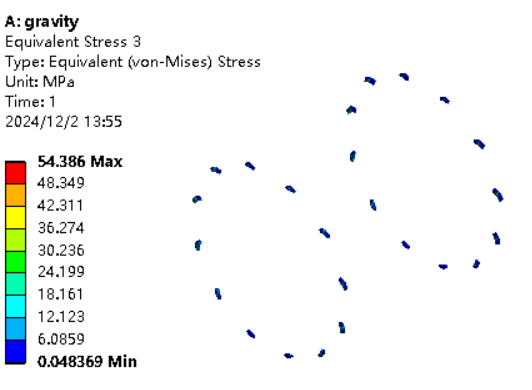 A: gravity
Equivalent Stress 3
Type: Equivalent (von-Mises) Stress
Unit: MPa
Time: 1
2024/12/2 13:55
54.386 Max
48.349
42.311
36.274
30.236
24.199
18.161
12.123
6.0859
0.048369 Min